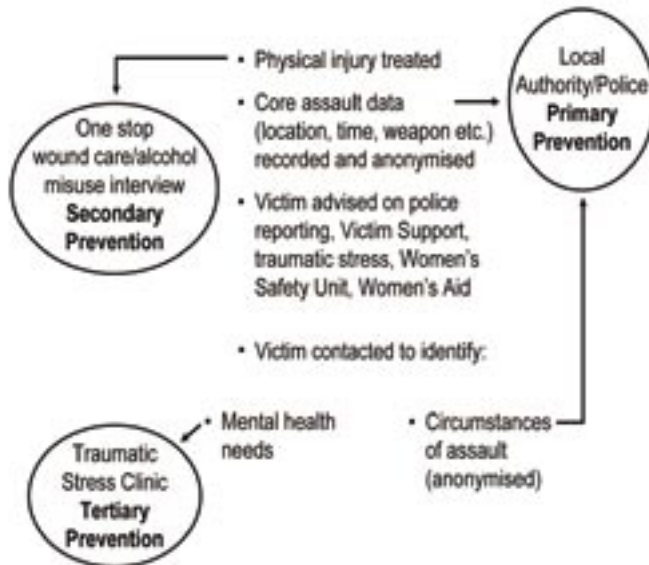 • Physical injury treated
• Core assault data
(location, time, weapon etc.)
recorded and anonymised
• Victim advised on police
reporting, Victim Support,
traumatic stress, Women's
Safety Unit, Women's Aid
• Victim contacted to identify:
• Mental health
needs
• Circumstances
of assault
(anonymised)
Local
Authority/Police
Primary
Prevention
One stop
wound care/alcohol
misuse interview
Secondary
Prevention
Traumatic
Stress Clinic
Tertiary
Prevention